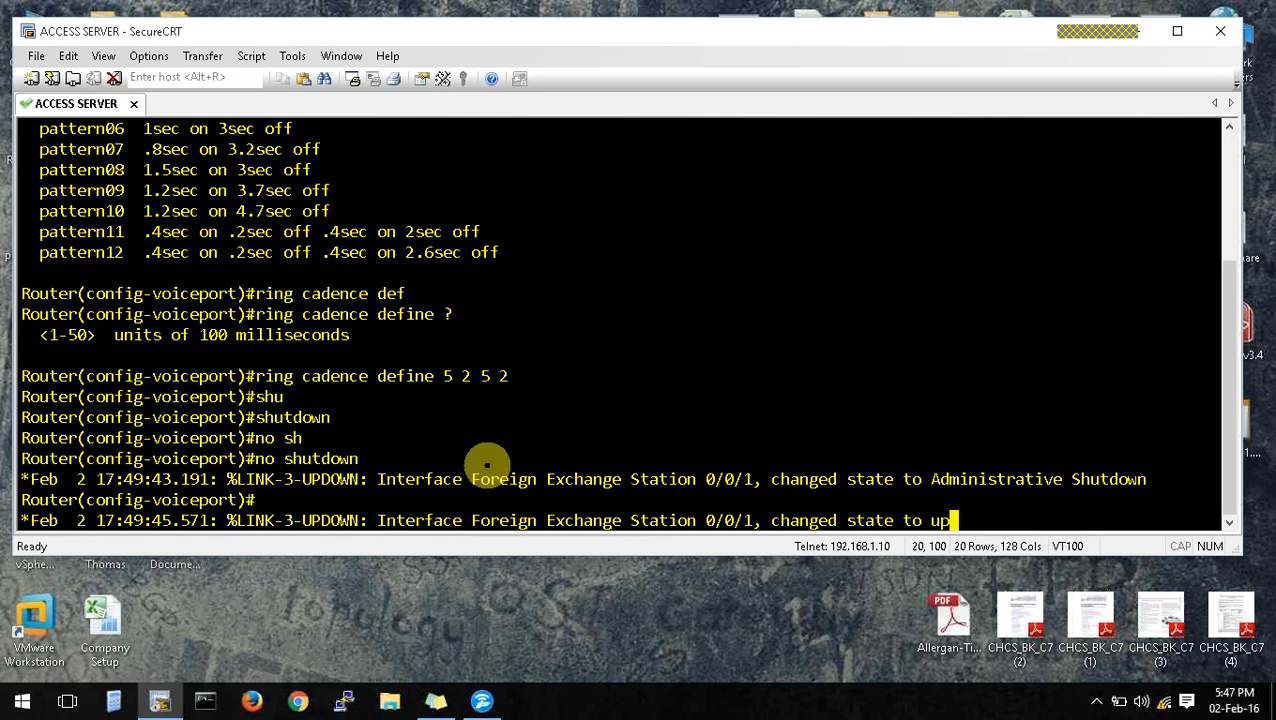 ACCESS SERVER - SecureCRT
File Edit View Options Transfer Script Tools Window Help
Enter host <Alt+R>
ACCESS SERVER
pattern06 1sec on 3sec off
pattern07 .8sec on 3.2sec off
pattern08 1.5sec on 3sec off
pattern09 1.2sec on 3.7sec off
pattern10 1.2sec on 4.7sec off
pattern11 .4sec on .2sec off .4sec on 2sec off
pattern12 .4sec on .2sec off .4sec on 2.6sec off
Router(config-voiceport)#ring cadence def
Router(config-voiceport)#ring cadence define ?
<1-50> units of 100 milliseconds
Router(config-voiceport)#ring cadence define 5 2 5 2
Router(config-voiceport)#shu
Router(config-voiceport)#shutdown
Router(config-voiceport)#no sh
Router(config-voiceport)#no shutdown
*Feb 2 17:49:43.191: %LINK-3-UPDOWN: Interface Foreign Exchange Station 0/0/1, changed state to Administrative Shutdown
Router(config-voiceport)#
*Feb 2 17:49:45.571: %LINK-3-UPDOWN: Interface Foreign Exchange Station 0/0/1, changed state to up
Ready Telnet: 192.168.1.10 20, 100 20 Rows, 128 Cols VT100 CAP NUM
vSphe... Thomas Docume...
VMware Workstation
Company Setup
PDF
Allergan-Ti...
CHCS_BK_C7 (2)
CHCS_BK_C7 (1)
CHCS_BK_C7 (3)
CHCS_BK_C7 (4)
v3.4
5:47 PM
02-Feb-16